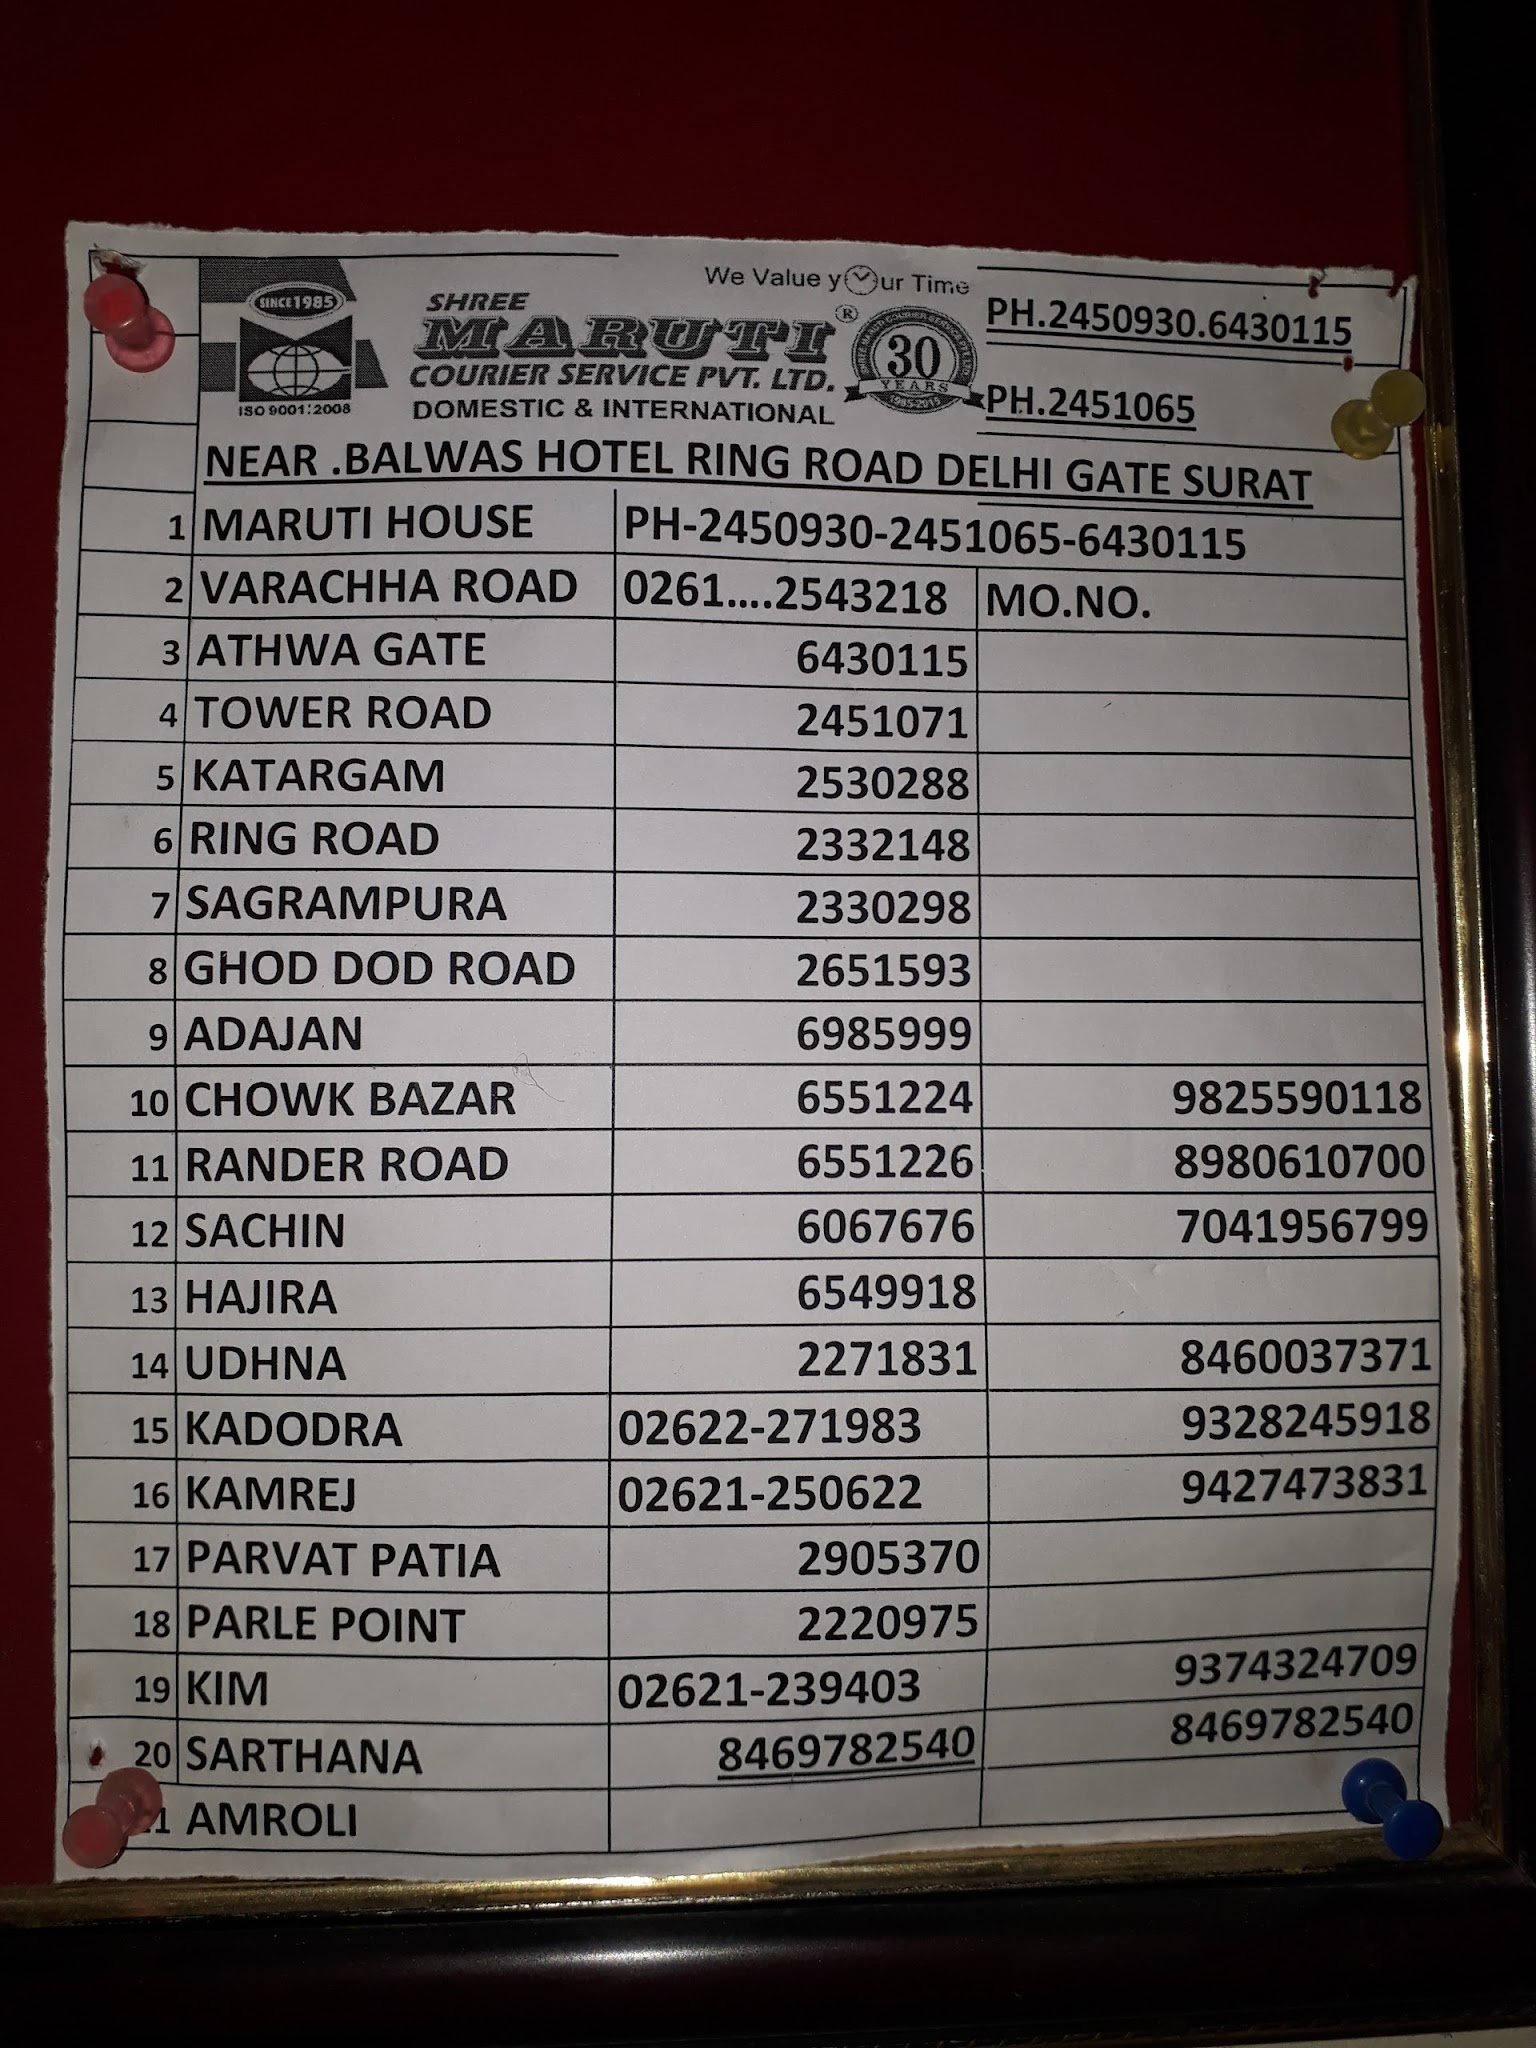 We Value your Time
SINCE 1985
ISO 9001:2008
SHREE
MARUTI ®
COURIER SERVICE PVT. LTD.
DOMESTIC & INTERNATIONAL
30
YEARS
PH.2450930.6430115
PH.2451065
NEAR .BALWAS HOTEL RING ROAD DELHI GATE SURAT
1 MARUTI HOUSE PH-2450930-2451065-6430115
2 VARACHHA ROAD 0261....2543218 MO.NO.
3 ATHWA GATE 6430115
4 TOWER ROAD 2451071
5 KATARGAM 2530288
6 RING ROAD 2332148
7 SAGRAMPURA 2330298
8 GHOD DOD ROAD 2651593
9 ADAJAN 6985999
10 CHOWK BAZAR 6551224 9825590118
11 RANDER ROAD 6551226 8980610700
12 SACHIN 6067676 7041956799
13 HAJIRA 6549918
14 UDHNA 2271831 8460037371
15 KADODRA 02622-271983 9328245918
16 KAMREJ 02621-250622 9427473831
17 PARVAT PATIA 2905370
18 PARLE POINT 2220975
19 KIM 02621-239403 9374324709
20 SARTHANA 8469782540 8469782540
AMROLI